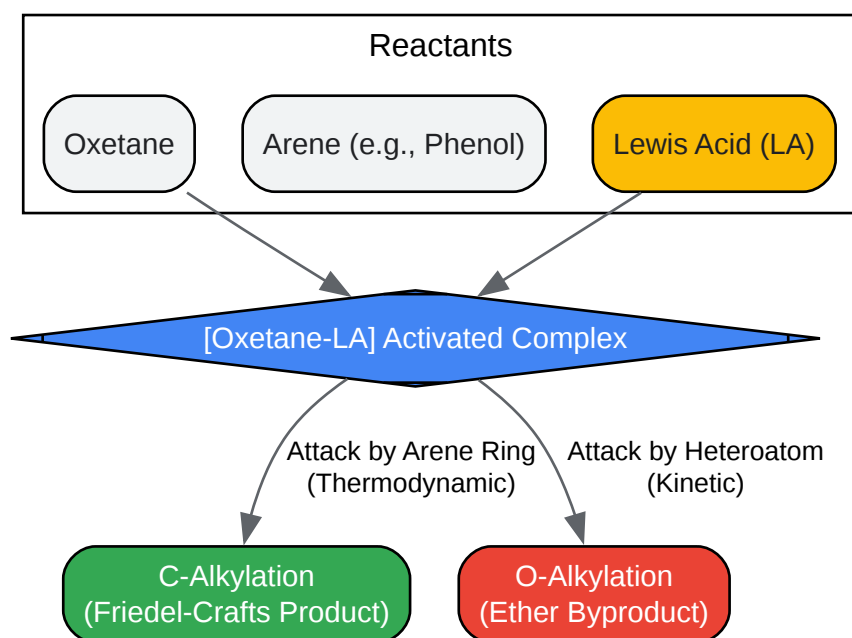 Reactants
Oxetane
Arene (e.g., Phenol)
Lewis Acid (LA)
[Oxetane-LA] Activated Complex
Attack by Arene Ring
(Thermodynamic)
Attack by Heteroatom
(Kinetic)
C-Alkylation
(Friedel-Crafts Product)
O-Alkylation
(Ether Byproduct)